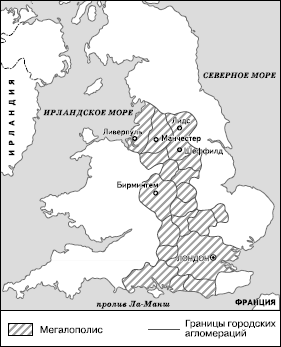 СЕВЕРНОЕ МОРЕ
ИРЛАНДИЯ
ИРЛАНДСКОЕ МОРЕ
Лидс
Ливерпуль
Манчестер
Шеффилд
Бирмингем
ЛОНДОН
пролив Ла-Манш
ФРАНЦИЯ
Мегалополис
Границы городских
агломераций